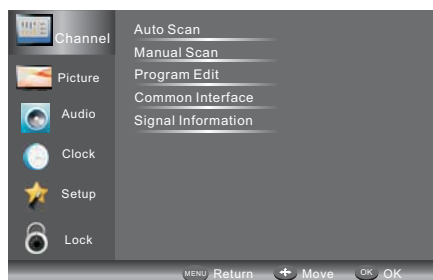 Channel
Picture
Audio
Clock
Setup
Lock
Auto Scan
Manual Scan
Program Edit
Common Interface
Signal Information
MENU Return Move OK OK